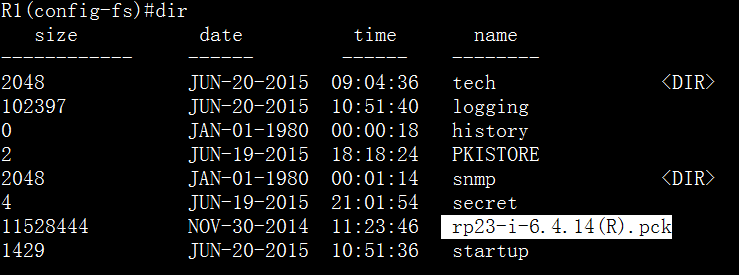 R1(config-fs)#dir
size date time name
------------ ------ ------ --------
2048 JUN-20-2015 09:04:36 tech <DIR>
102397 JUN-20-2015 10:51:40 logging
0 JAN-01-1980 00:00:18 history
2 JUN-19-2015 18:18:24 PKISTORE
2048 JAN-01-1980 00:01:14 snmp <DIR>
4 JUN-19-2015 21:01:54 secret
11528444 NOV-30-2014 11:23:46 rp23-i-6.4.14(R).pck
1429 JUN-20-2015 10:51:36 startup